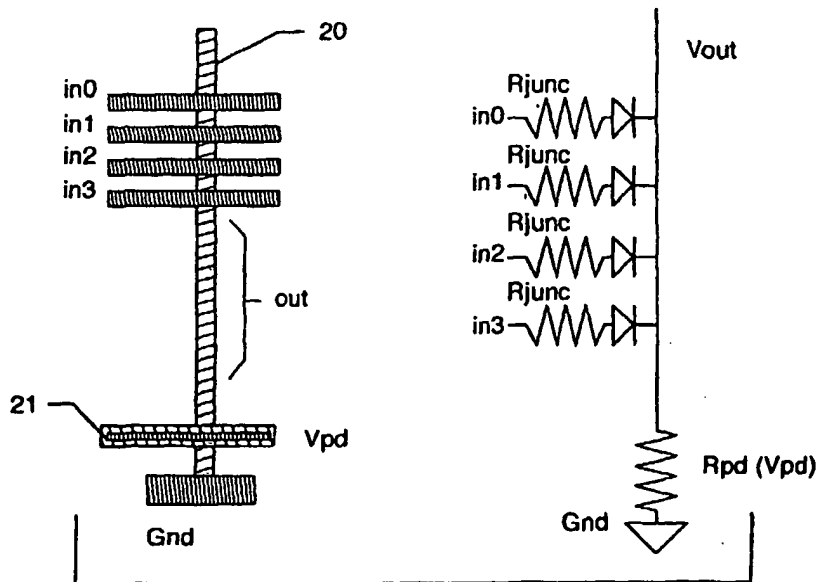 20
in0
in1
in2
in3
out
21
Vpd
Gnd
Vout
Rjunc
in0
Rjunc
in1
Rjunc
in2
Rjunc
in3
Rpd (Vpd)
Gnd